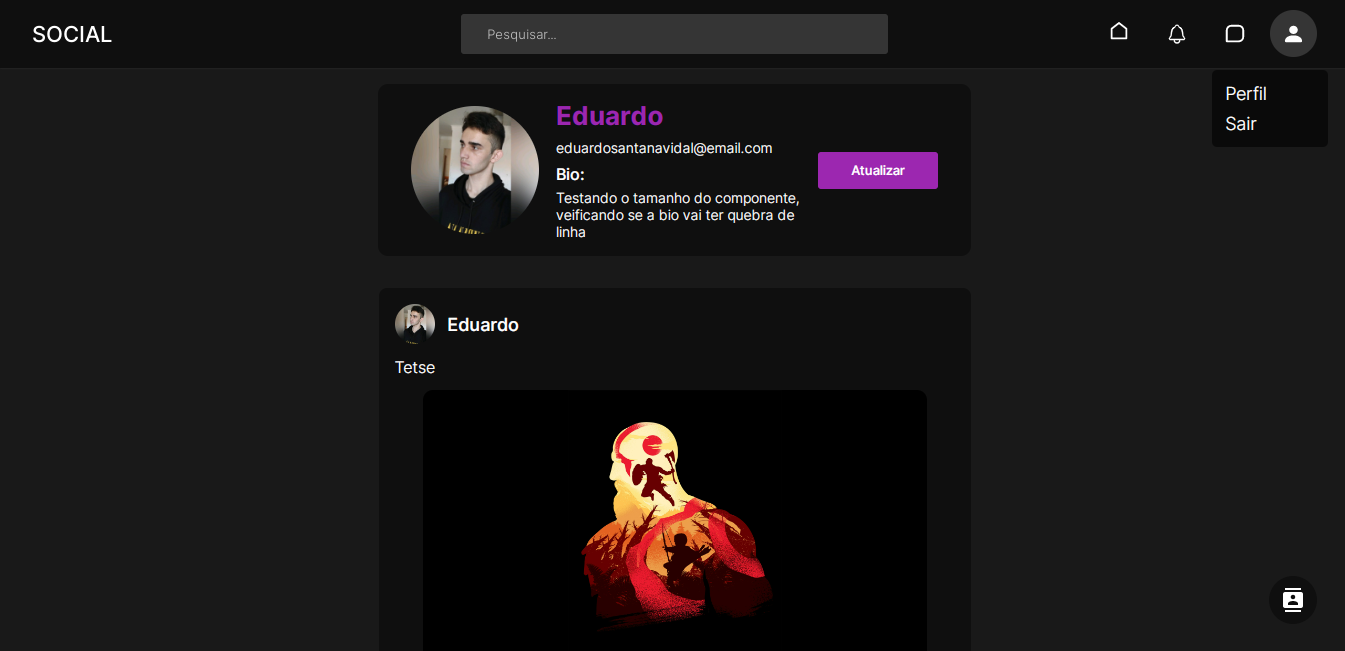 SOCIAL
Pesquisar...
Perfil
Sair
Eduardo
eduardosantanavidal@email.com
Bio:
Testando o tamanho do componente,
veificando se a bio vai ter quebra de
linha
Atualizar
Eduardo
Tetse